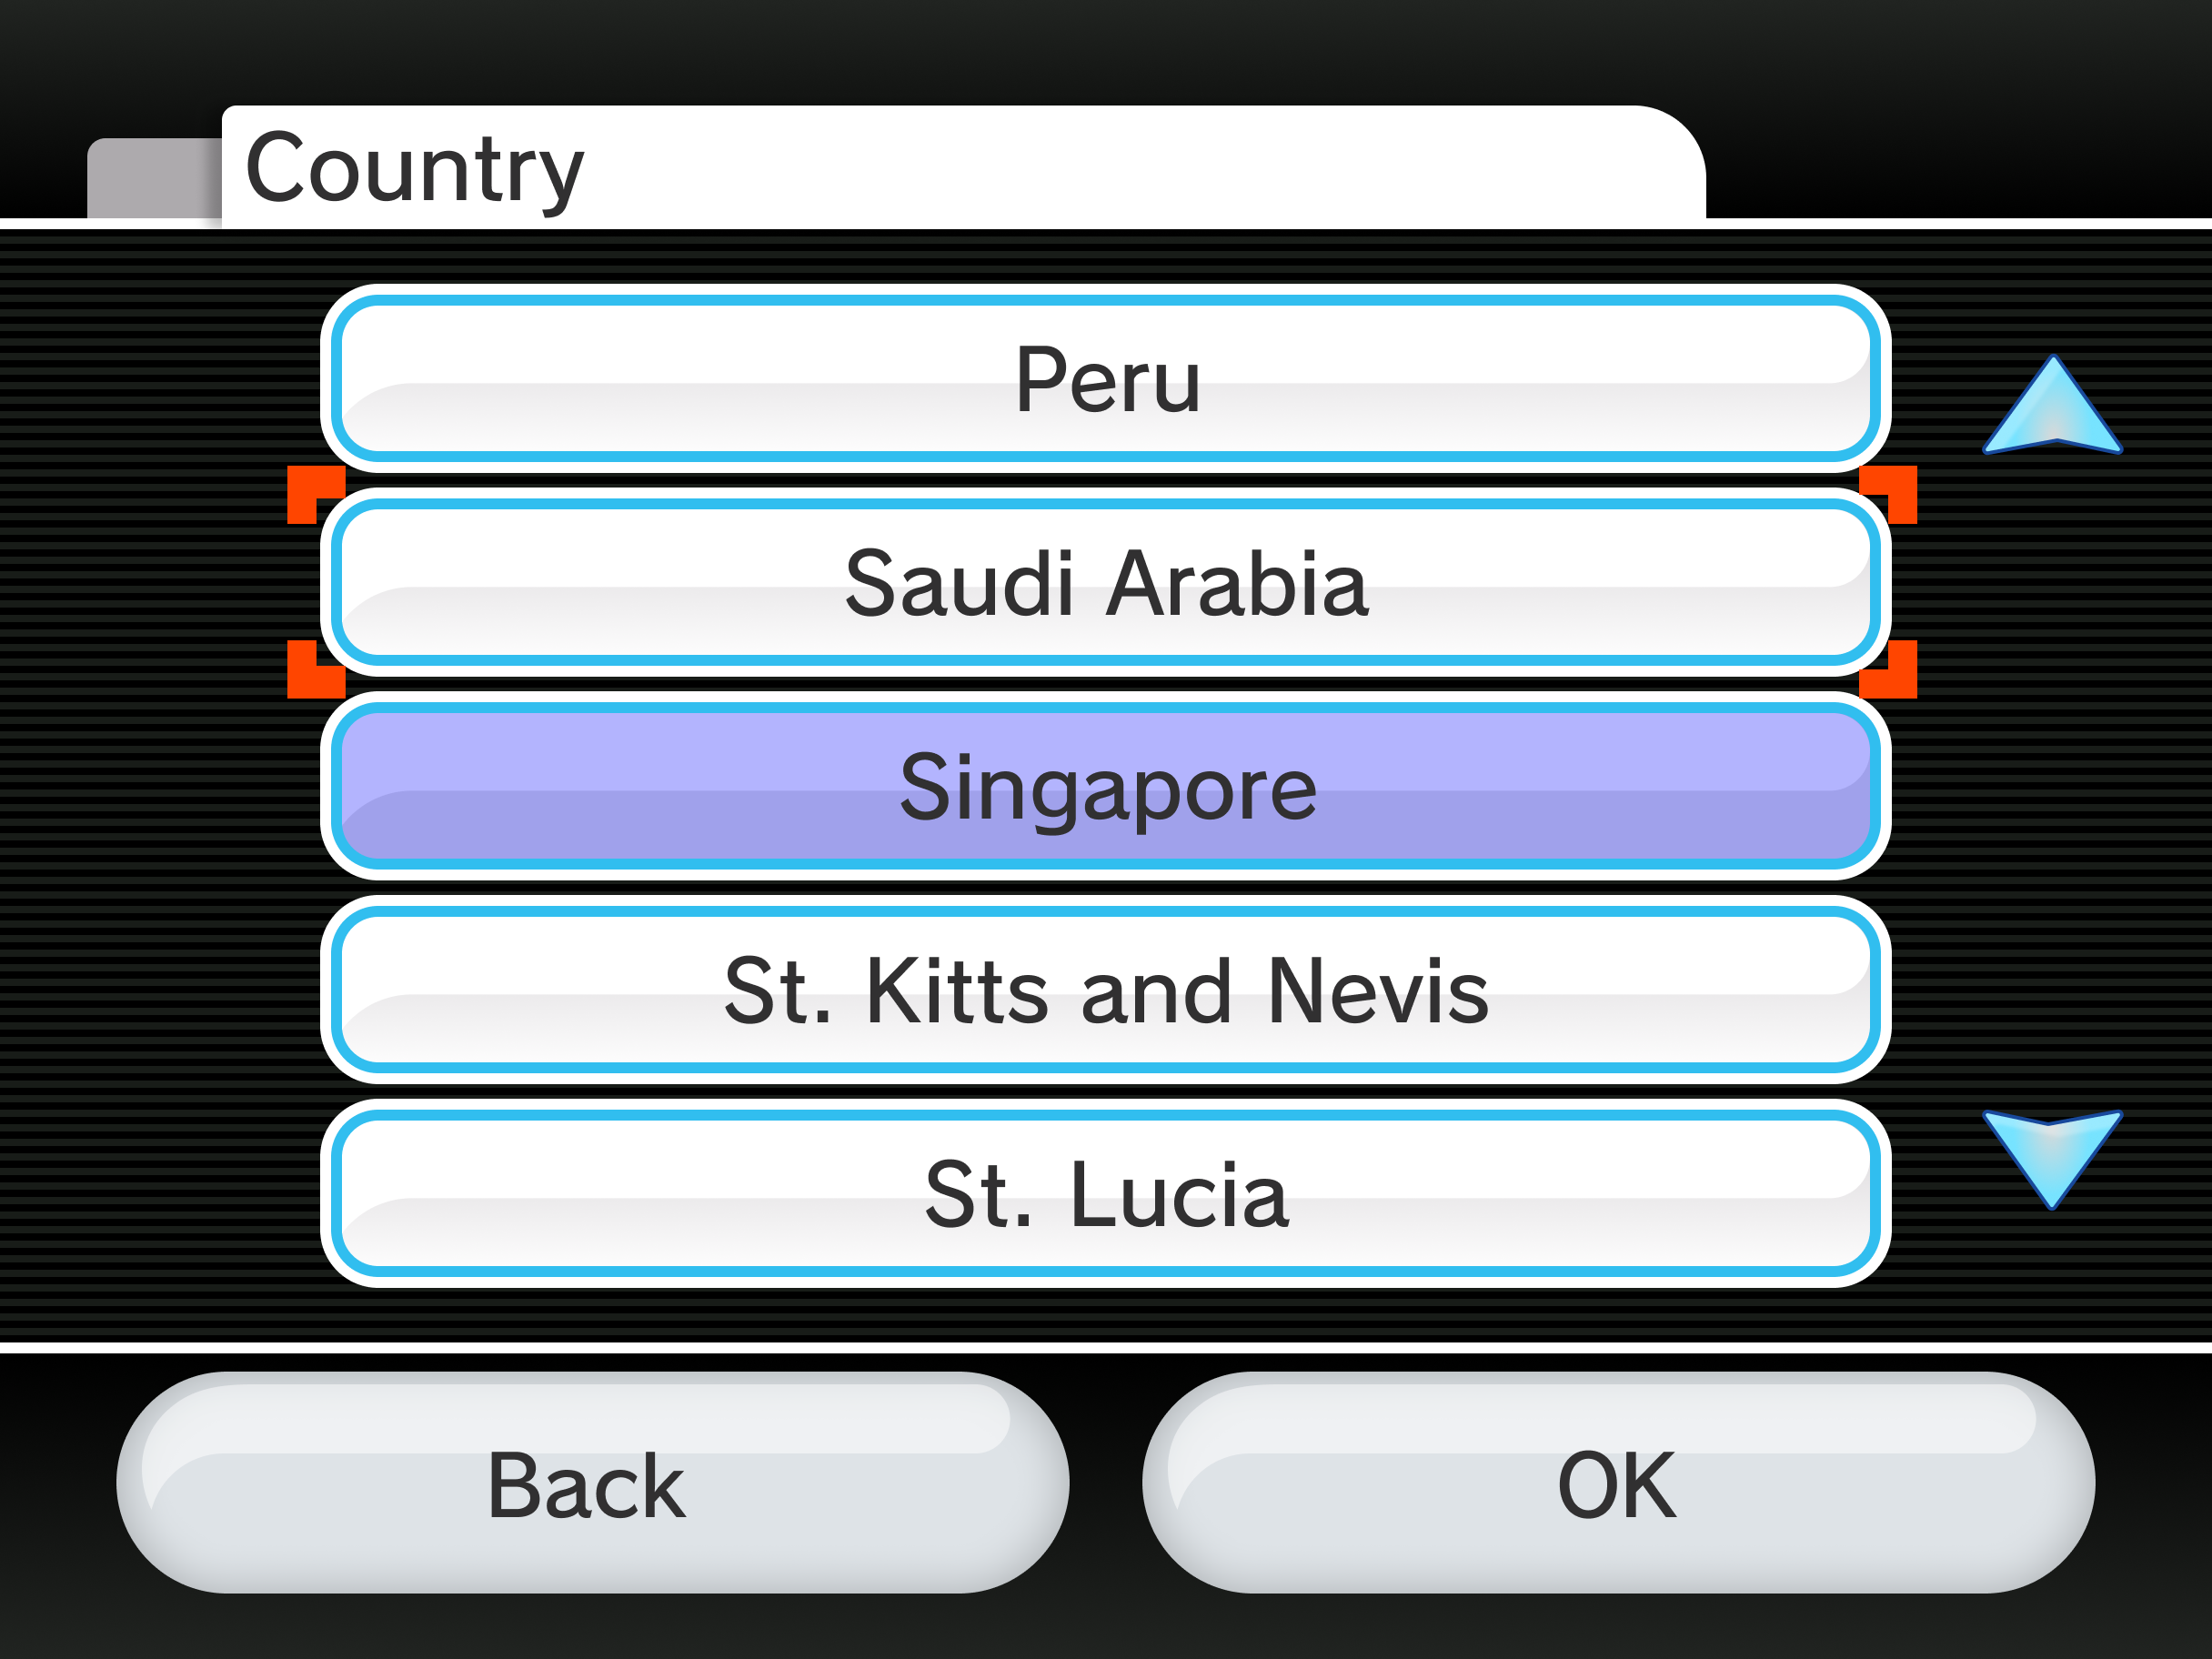 Country
Peru
Saudi Arabia
Singapore
St. Kitts and Nevis
St. Lucia
Back
OK